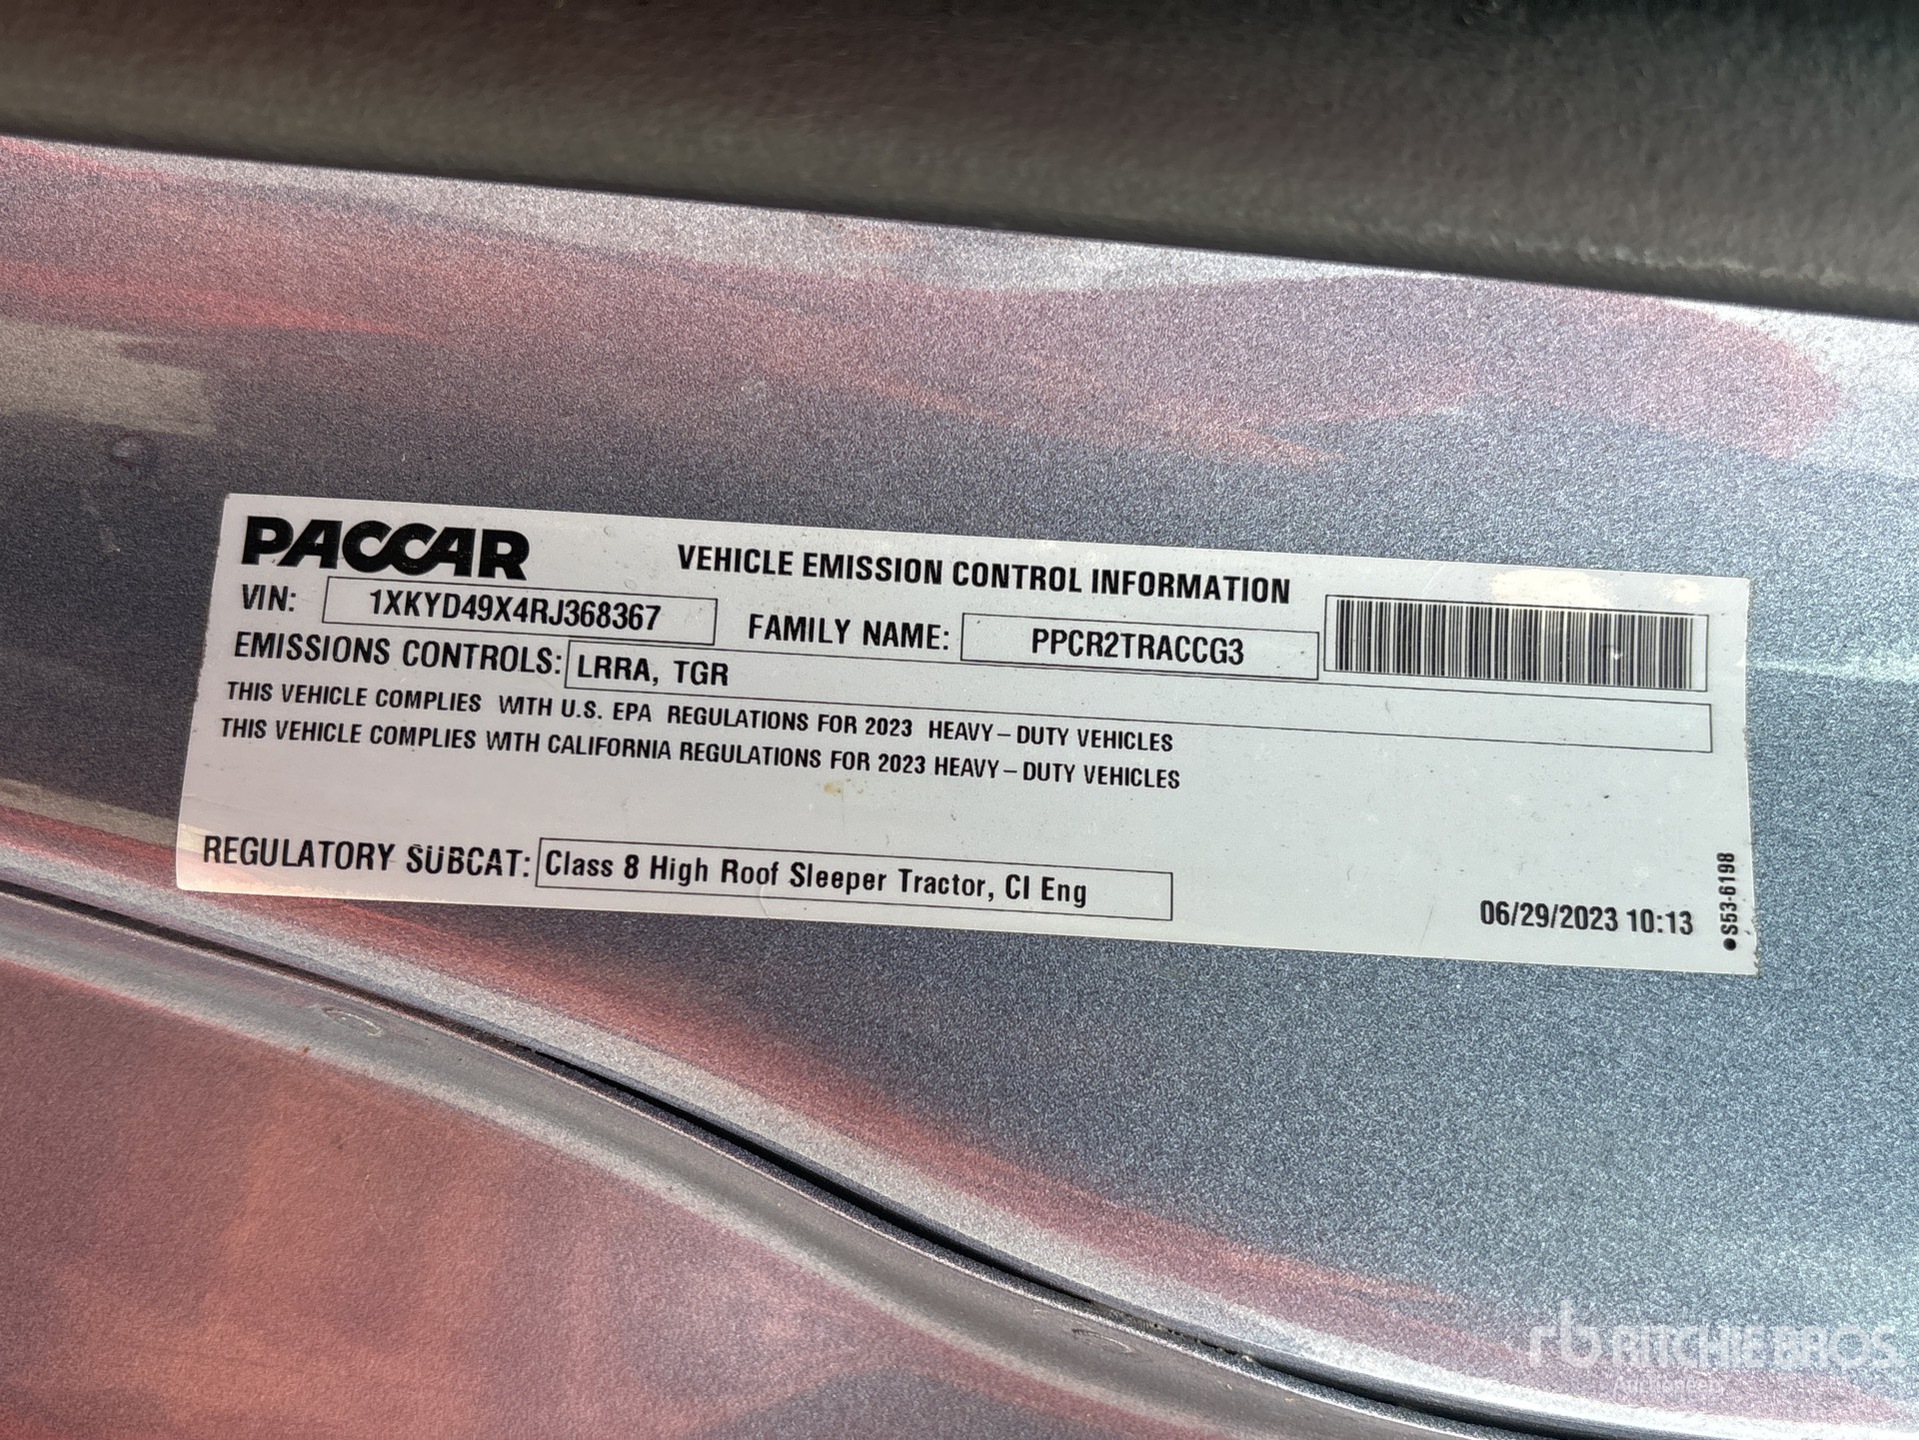 PACCAR
VEHICLE EMISSION CONTROL INFORMATION
VIN: 1XKYD49X4RJ368367
FAMILY NAME: PPCR2TRACCG3
EMISSIONS CONTROLS: LRRA, TGR
THIS VEHICLE COMPLIES WITH U.S. EPA REGULATIONS FOR 2023 HEAVY-DUTY VEHICLES
THIS VEHICLE COMPLIES WITH CALIFORNIA REGULATIONS FOR 2023 HEAVY-DUTY VEHICLES
REGULATORY SUBCAT: Class 8 High Roof Sleeper Tractor, CI Eng
06/29/2023 10:13
●S53-6198
rb RITCHIE BROS
Auctioneers